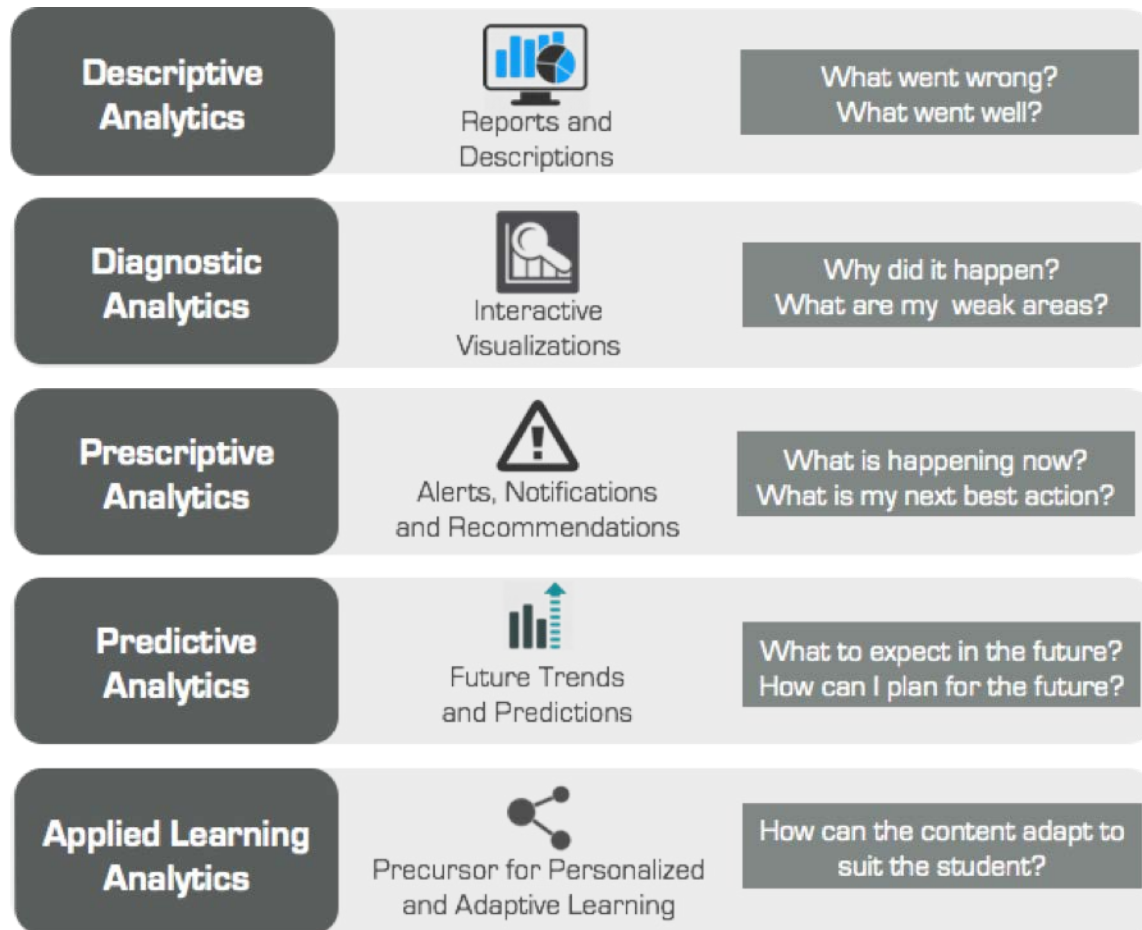 Descriptive
Analytics
Reports and
Descriptions
What went wrong?
What went well?
Diagnostic
Analytics
Interactive
Visualizations
Why did it happen?
What are my weak areas?
Prescriptive
Analytics
Alerts, Notifications
and Recommendations
What is happening now?
What is my next best action?
Predictive
Analytics
Future Trends
and Predictions
What to expect in the future?
How can I plan for the future?
Applied Learning
Analytics
Precursor for Personalized
and Adaptive Learning
How can the content adapt to
suit the student?